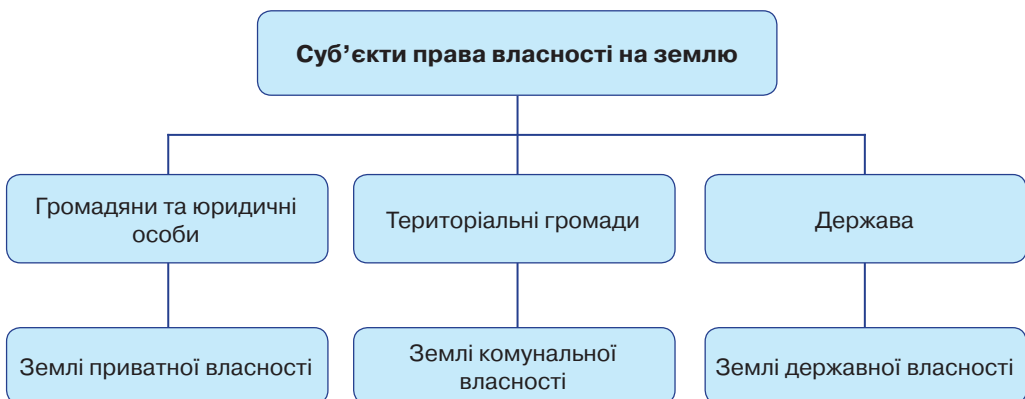 Суб’єкти права власності на землю
Громадяни та юридичні
особи
Територіальні громади
Держава
Землі приватної власності
Землі комунальної
власності
Землі державної власності